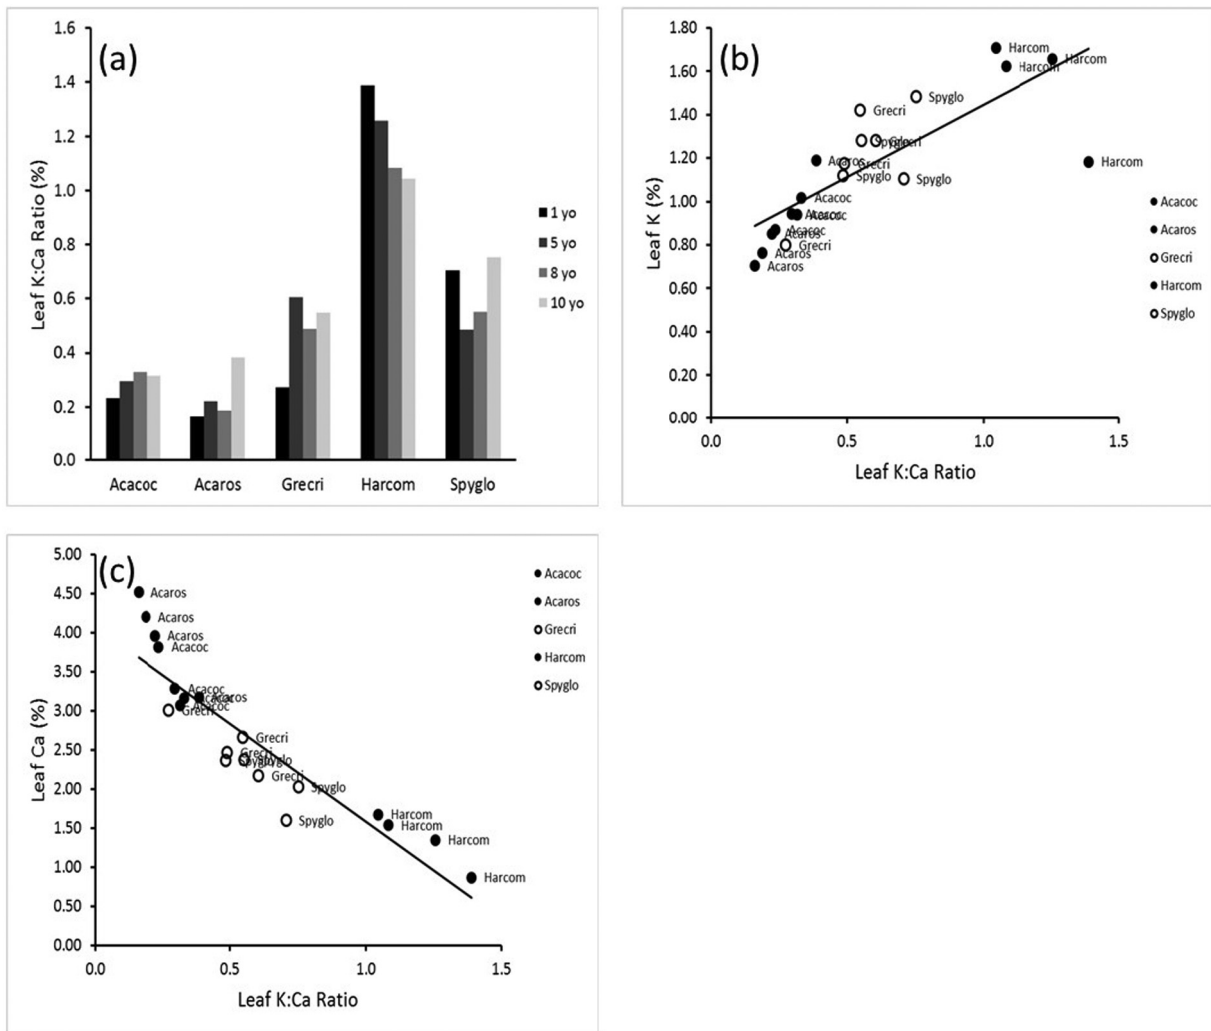 (a)
Leaf K:Ca Ratio (%)
1.6
1.4
1.2
1.0
0.8
0.6
0.4
0.2
0.0
Acacoc Acaros Grecri Harcom Spyglo
1 yo
5 yo
8 yo
10 yo
(b)
Leaf K (%)
1.80
1.60
1.40
1.20
1.00
0.80
0.60
0.40
0.20
0.00
Harcom
Harcom
Harcom
Spyglo
Grecri
Spyglo
Grecri
Acaros
Grecri
Harcom
Spyglo
Spyglo
Acacoc
Acacoc
Acacoc
Acacoc
Acaros
Grecri
Acaros
Acaros
0.0 0.5 1.0 1.5
Leaf K:Ca Ratio
Acacoc
Acaros
Grecri
Harcom
Spyglo
(c)
Leaf Ca (%)
5.00
4.50
4.00
3.50
3.00
2.50
2.00
1.50
1.00
0.50
0.00
Acaros
Acaros
Acaros
Acacoc
Acacoc
Acacoc
Acaros
Acacoc
Grecri
Grecri
Grecri
Spyglo
Spyglo
Grecri
Spyglo
Spyglo
Harcom
Harcom
Harcom
Harcom
0.0 0.5 1.0 1.5
Leaf K:Ca Ratio
Acacoc
Acaros
Grecri
Harcom
Spyglo